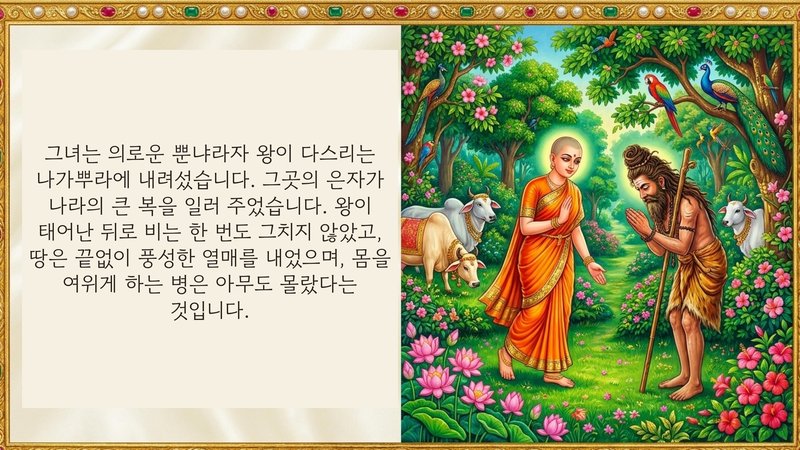 그녀는 의로운 뿐냐라자 왕이 다스리는
나가뿌라에 내려섰습니다. 그곳의 은자가
나라의 큰 복을 일러 주었습니다. 왕이
태어난 뒤로 비는 한 번도 그치지 않았고,
땅은 끝없이 풍성한 열매를 내었으며, 몸을
여위게 하는 병은 아무도 몰랐다는
것입니다.